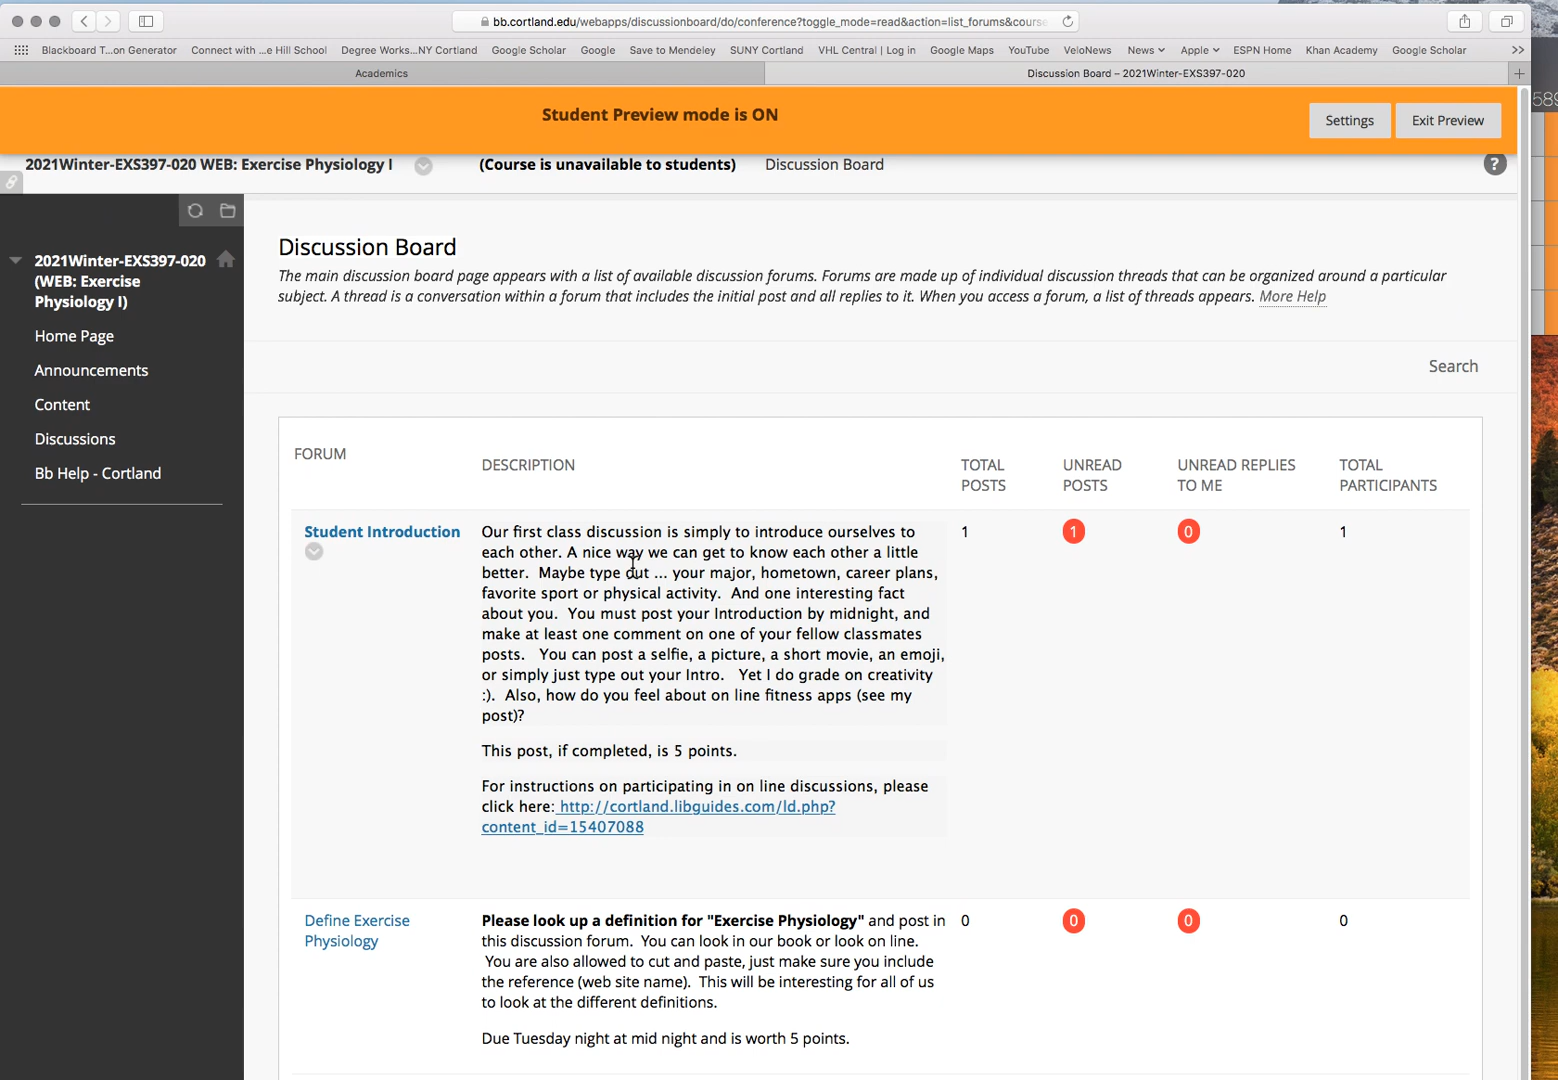 bb.cortland.edu/webapps/discussionboard/do/conference?toggle_mode=read&action=list_forums&course
Blackboard T...on Generator Connect with ...e Hill School Degree Works...NY Cortland Google Scholar Google Save to Mendeley SUNY Cortland VHL Central | Log in Google Maps YouTube VeloNews News Apple ESPN Home Khan Academy Google Scholar >>
Academics Discussion Board – 2021Winter-EXS397-020
589
Student Preview mode is ON
Settings Exit Preview
2021Winter-EXS397-020 WEB: Exercise Physiology I (Course is unavailable to students) Discussion Board ?
2021Winter-EXS397-020
(WEB: Exercise
Physiology I)
Home Page
Announcements
Content
Discussions
Bb Help - Cortland
Discussion Board
The main discussion board page appears with a list of available discussion forums. Forums are made up of individual discussion threads that can be organized around a particular
subject. A thread is a conversation within a forum that includes the initial post and all replies to it. When you access a forum, a list of threads appears. More Help
Search
FORUM DESCRIPTION TOTAL POSTS UNREAD POSTS UNREAD REPLIES TO ME TOTAL PARTICIPANTS
Student Introduction
Our first class discussion is simply to introduce ourselves to
each other. A nice way we can get to know each other a little
better. Maybe type out ... your major, hometown, career plans,
favorite sport or physical activity. And one interesting fact
about you. You must post your Introduction by midnight, and
make at least one comment on one of your fellow classmates
posts. You can post a selfie, a picture, a short movie, an emoji,
or simply just type out your Intro. Yet I do grade on creativity
:). Also, how do you feel about on line fitness apps (see my
post)?
This post, if completed, is 5 points.
For instructions on participating in on line discussions, please
click here: http://cortland.libguides.com/ld.php?
content_id=15407088
1 1 0 1
Define Exercise
Physiology
Please look up a definition for "Exercise Physiology" and post in
this discussion forum. You can look in our book or look on line.
You are also allowed to cut and paste, just make sure you include
the reference (web site name). This will be interesting for all of us
to look at the different definitions.
Due Tuesday night at mid night and is worth 5 points.
0 0 0 0